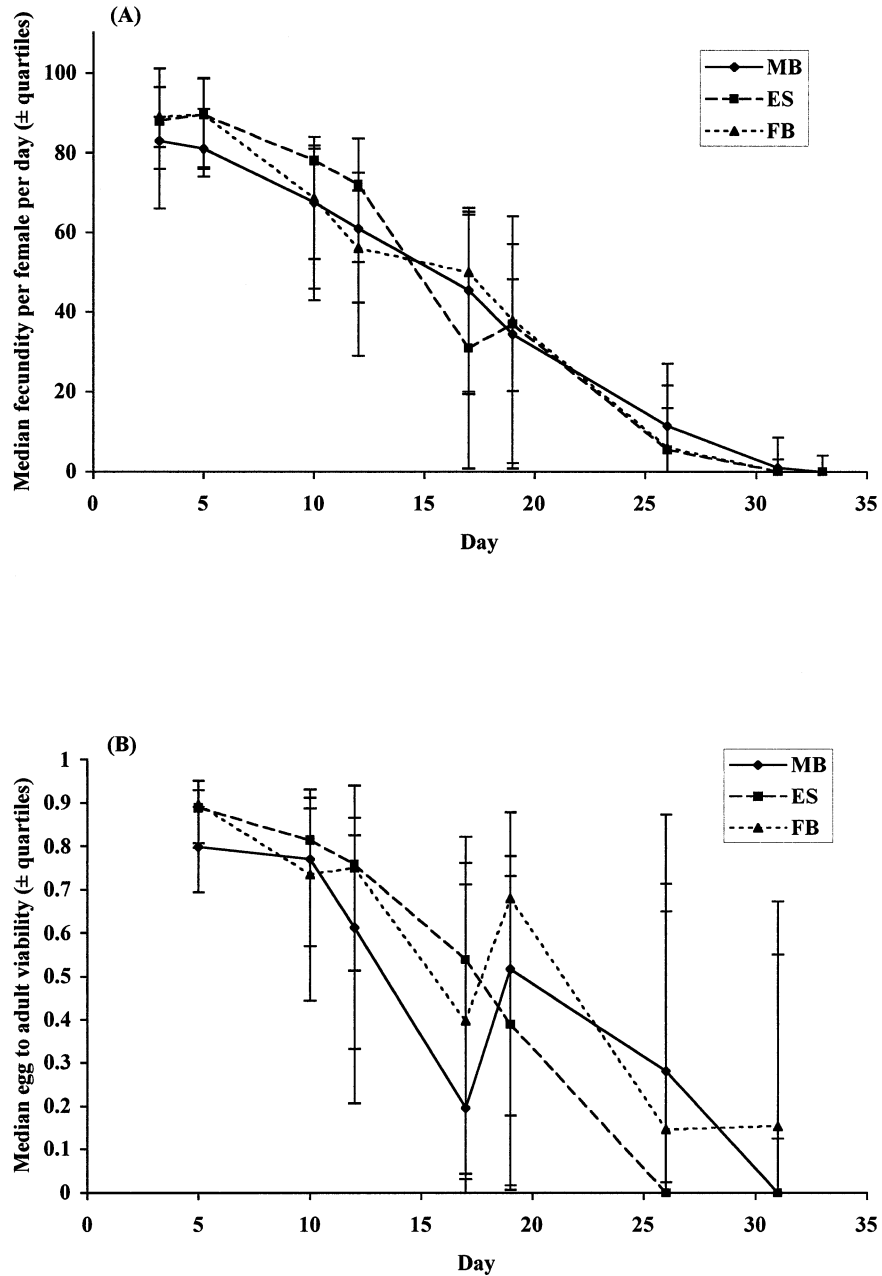 (A)
Median fecundity per female per day (± quartiles)
100
80
60
40
20
0
0 5 10 15 20 25 30 35
Day
MB
ES
FB
(B)
Median egg to adult viability (± quartiles)
1
0.9
0.8
0.7
0.6
0.5
0.4
0.3
0.2
0.1
0
0 5 10 15 20 25 30 35
Day
MB
ES
FB